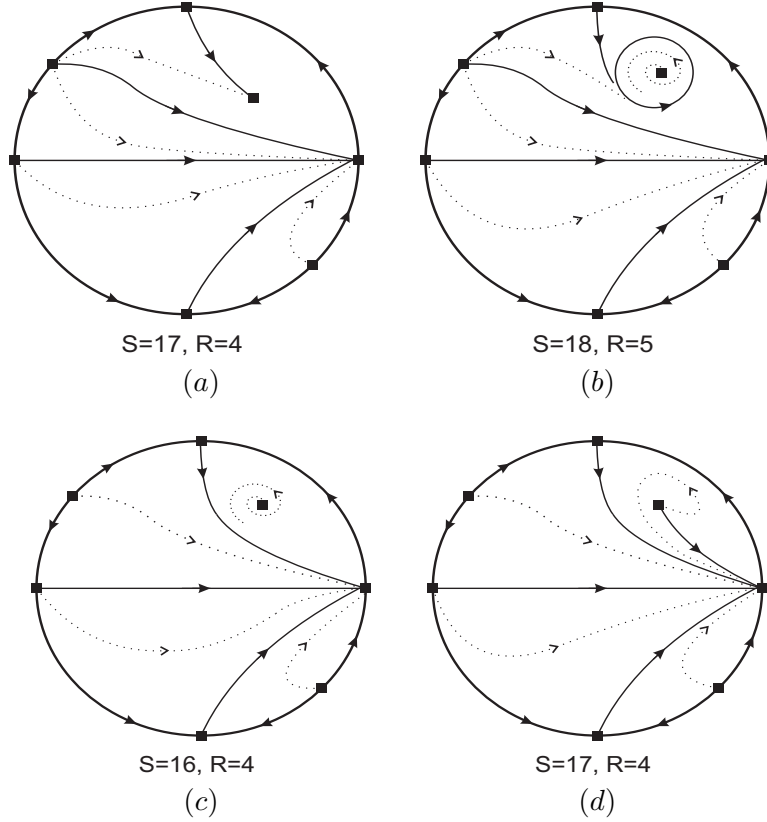 S=17, R=4
(a)
S=18, R=5
(b)
S=16, R=4
(c)
S=17, R=4
(d)